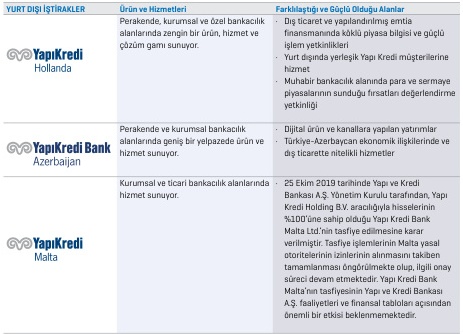 YURT DIŞI İŞTİRAKLER
Ürün ve Hizmetleri
Farklılaştığı ve Güçlü Olduğu Alanlar
YapıKredi
Hollanda
Perakende, kurumsal ve özel bankacılık
alanlarında zengin bir ürün, hizmet ve
çözüm gamı sunuyor.
· Dış ticaret ve yapılandırılmış emtia
finansmanında köklü piyasa bilgisi ve güçlü
işlem yetkinlikleri
· Yurt dışında yerleşik Yapı Kredi müşterilerine
hizmet
· Muhabir bankacılık alanında para ve sermaye
piyasalarının sunduğu fırsatları değerlendirme
yetkinliği
YapıKredi Bank
Azerbaijan
Perakende ve kurumsal bankacılık
alanlarında geniş bir yelpazede ürün ve
hizmet sunuyor.
· Dijital ürün ve kanallara yapılan yatırımlar
· Türkiye-Azerbaycan ekonomik ilişkilerinde ve
dış ticarette nitelikli hizmetler
YapıKredi
Malta
Kurumsal ve ticari bankacılık alanlarında
hizmet sunuyor.
· 25 Ekim 2019 tarihinde Yapı ve Kredi
Bankası A.Ş. Yönetim Kurulu tarafından, Yapı
Kredi Holding B.V. aracılığıyla hisselerinin
%100'üne sahip olduğu Yapı Kredi Bank
Malta Ltd.'nin tasfiye edilmesine karar
verilmiştir. Tasfiye işlemlerinin Malta yasal
otoritelerinin izinlerinin alınmasını takiben
tamamlanması öngörülmekte olup, ilgili onay
süreci devam etmektedir. Yapı Kredi Bank
Malta'nın tasfiyesinin Yapı ve Kredi Bankası
A.Ş. faaliyetleri ve finansal tabloları açısından
önemli bir etkisi beklenmemektedir.